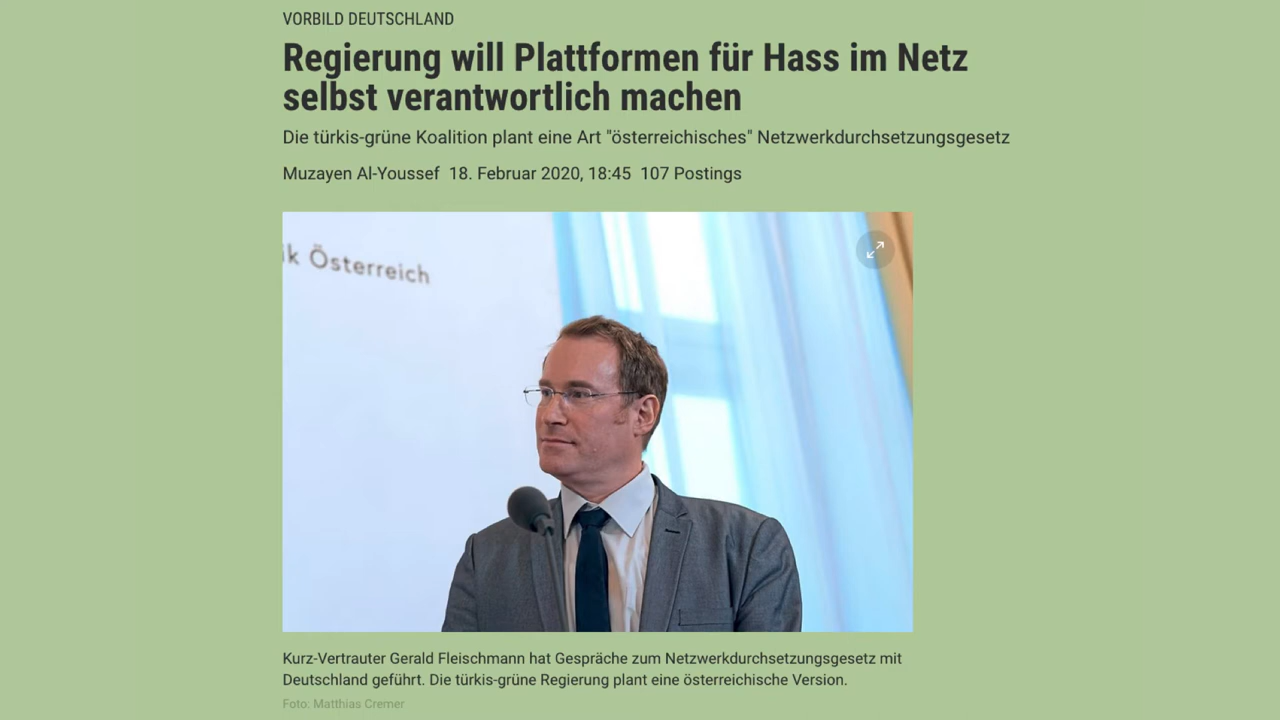 VORBILD DEUTSCHLAND
Regierung will Plattformen für Hass im Netz
selbst verantwortlich machen
Die türkis-grüne Koalition plant eine Art "österreichisches" Netzwerkdurchsetzungsgesetz
Muzayen Al-Youssef 18. Februar 2020, 18:45 107 Postings
ik Österreich
Kurz-Vertrauter Gerald Fleischmann hat Gespräche zum Netzwerkdurchsetzungsgesetz mit
Deutschland geführt. Die türkis-grüne Regierung plant eine österreichische Version.
Foto: Matthias Cremer